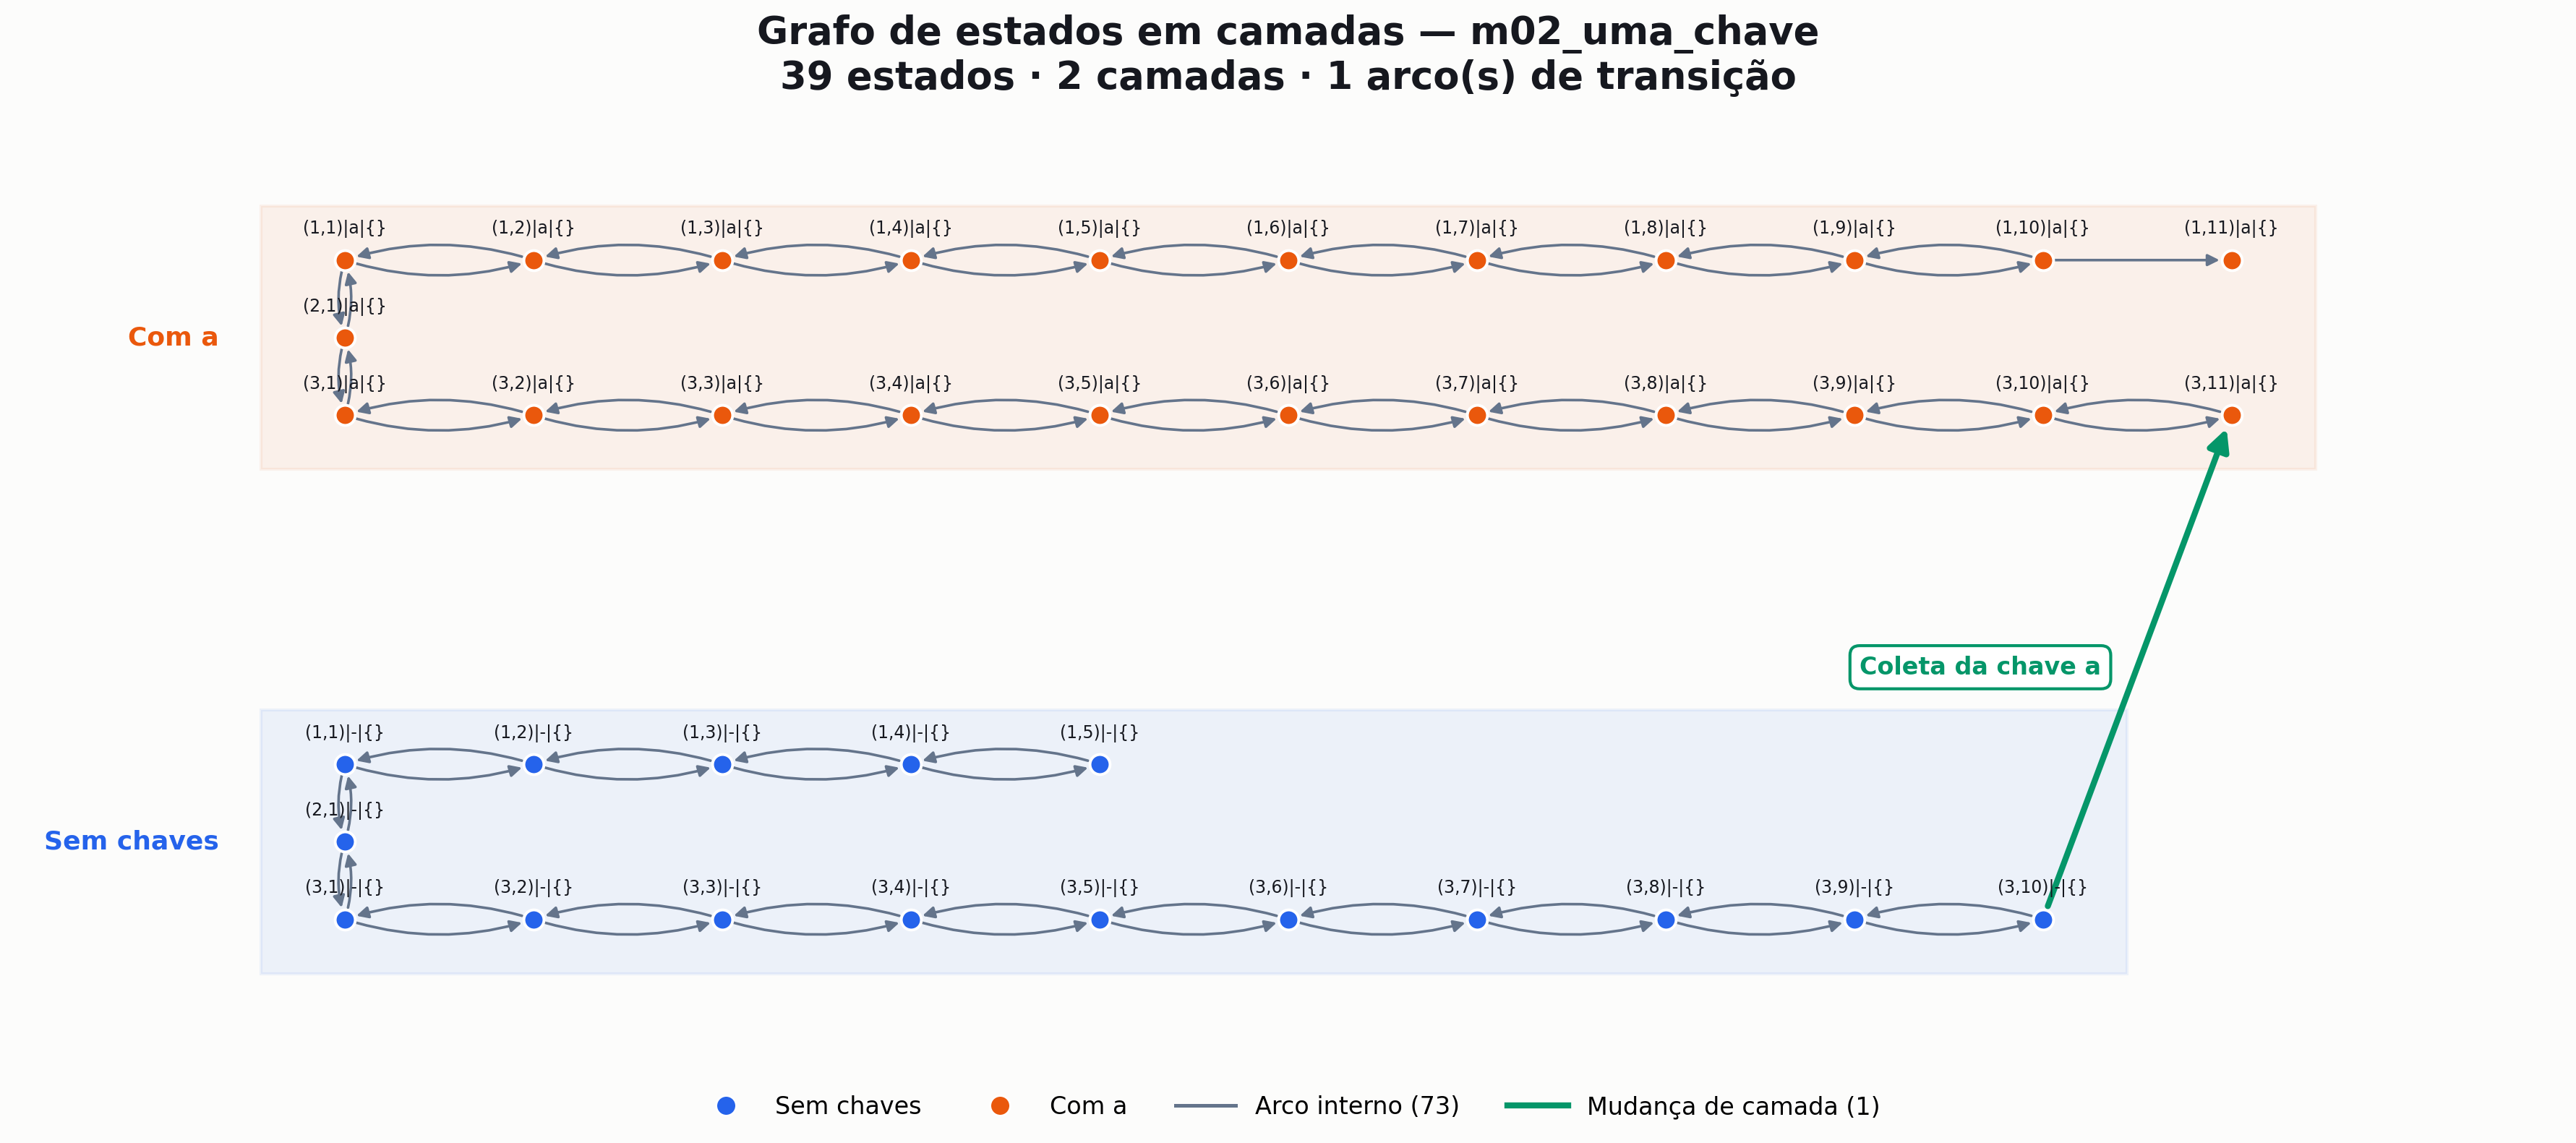 Grafo de estados em camadas — m02_uma_chave
39 estados · 2 camadas · 1 arco(s) de transição
(1,1)|a|{} (1,2)|a|{} (1,3)|a|{} (1,4)|a|{} (1,5)|a|{} (1,6)|a|{} (1,7)|a|{} (1,8)|a|{} (1,9)|a|{} (1,10)|a|{} (1,11)|a|{}
(2,1)|a|{}
Com a
(3,1)|a|{} (3,2)|a|{} (3,3)|a|{} (3,4)|a|{} (3,5)|a|{} (3,6)|a|{} (3,7)|a|{} (3,8)|a|{} (3,9)|a|{} (3,10)|a|{} (3,11)|a|{}
Coleta da chave a
(1,1)|-|{} (1,2)|-|{} (1,3)|-|{} (1,4)|-|{} (1,5)|-|{}
(2,1)|-|{}
Sem chaves
(3,1)|-|{} (3,2)|-|{} (3,3)|-|{} (3,4)|-|{} (3,5)|-|{} (3,6)|-|{} (3,7)|-|{} (3,8)|-|{} (3,9)|-|{} (3,10)|-|{}
Sem chaves Com a Arco interno (73) Mudança de camada (1)